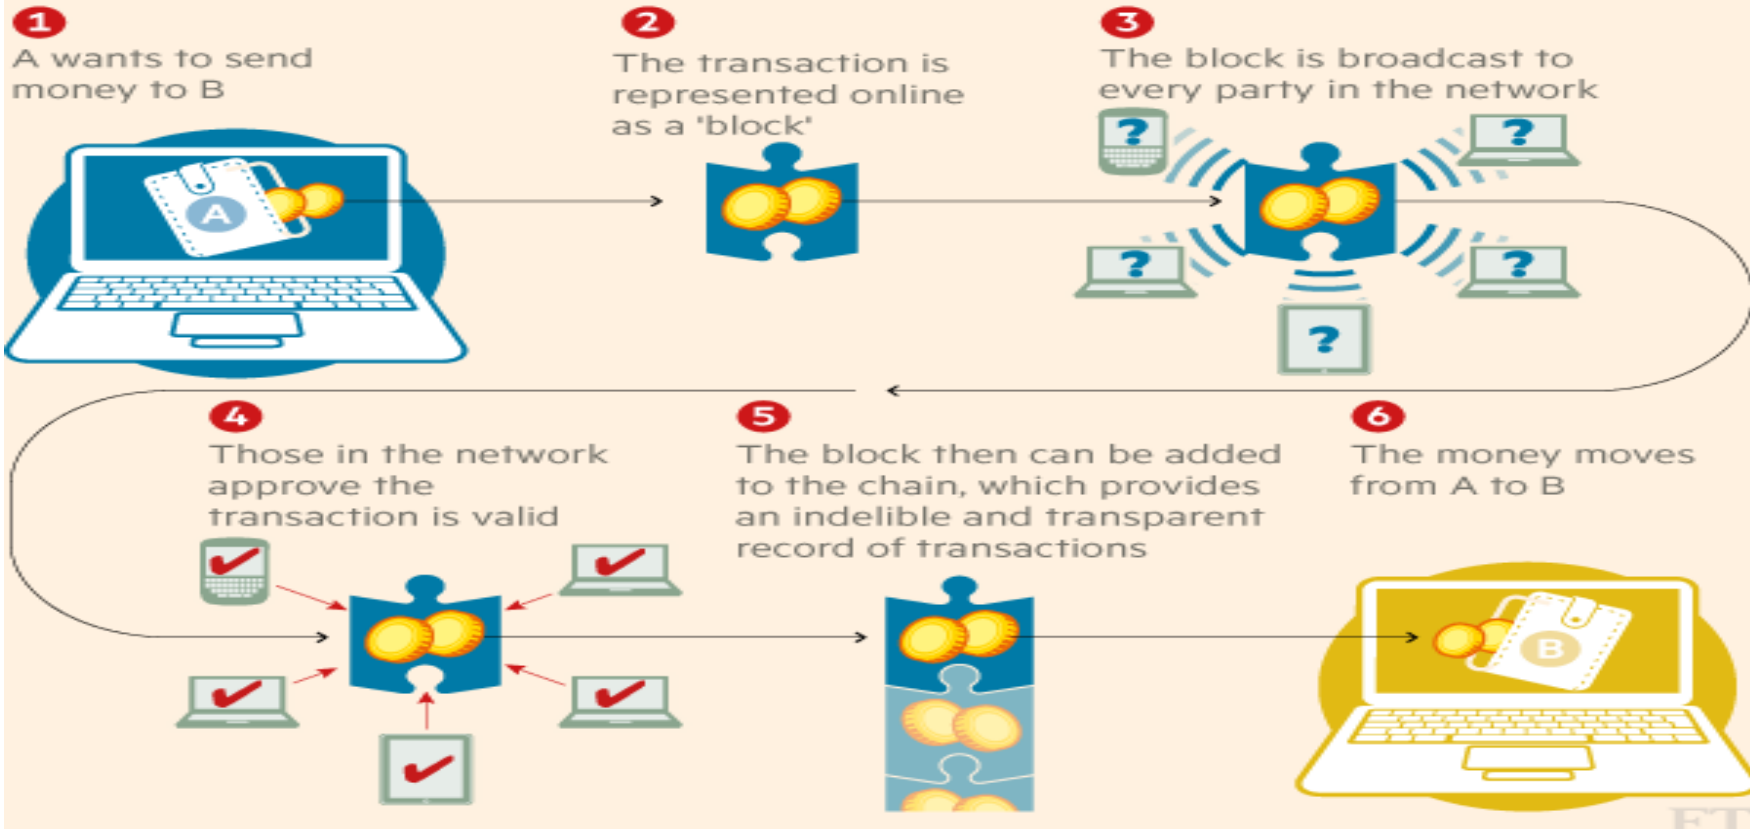 1
A wants to send
money to B
A
2
The transaction is
represented online
as a 'block'
3
The block is broadcast to
every party in the network
?
?
?
?
?
4
Those in the network
approve the
transaction is valid
5
The block then can be added
to the chain, which provides
an indelible and transparent
record of transactions
6
The money moves
from A to B
B
FT